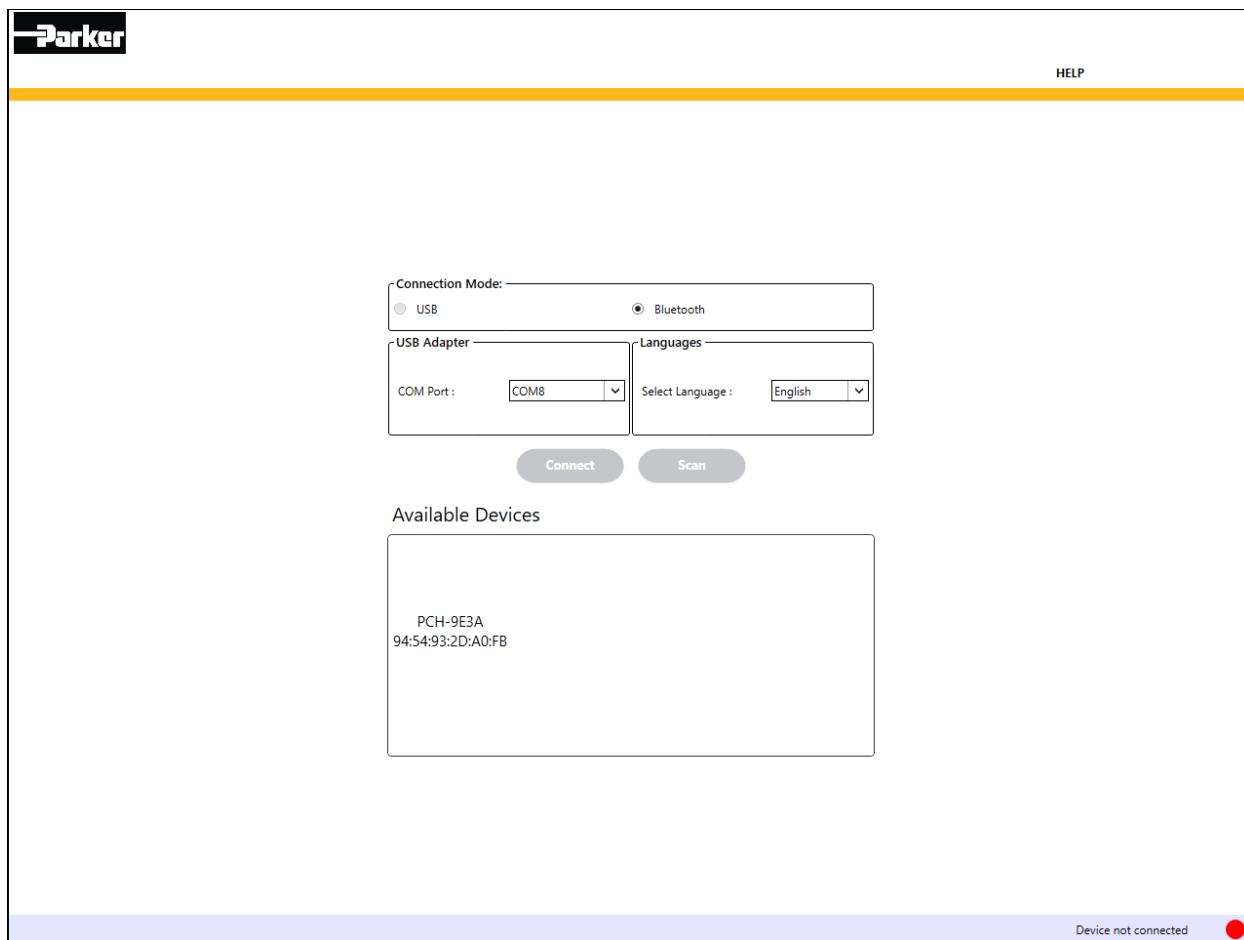 Parker
HELP
Connection Mode:
USB
Bluetooth
USB Adapter
Languages
COM Port :
COM8
Select Language :
English
Connect
Scan
Available Devices
PCH-9E3A
94:54:93:2D:A0:FB
Device not connected